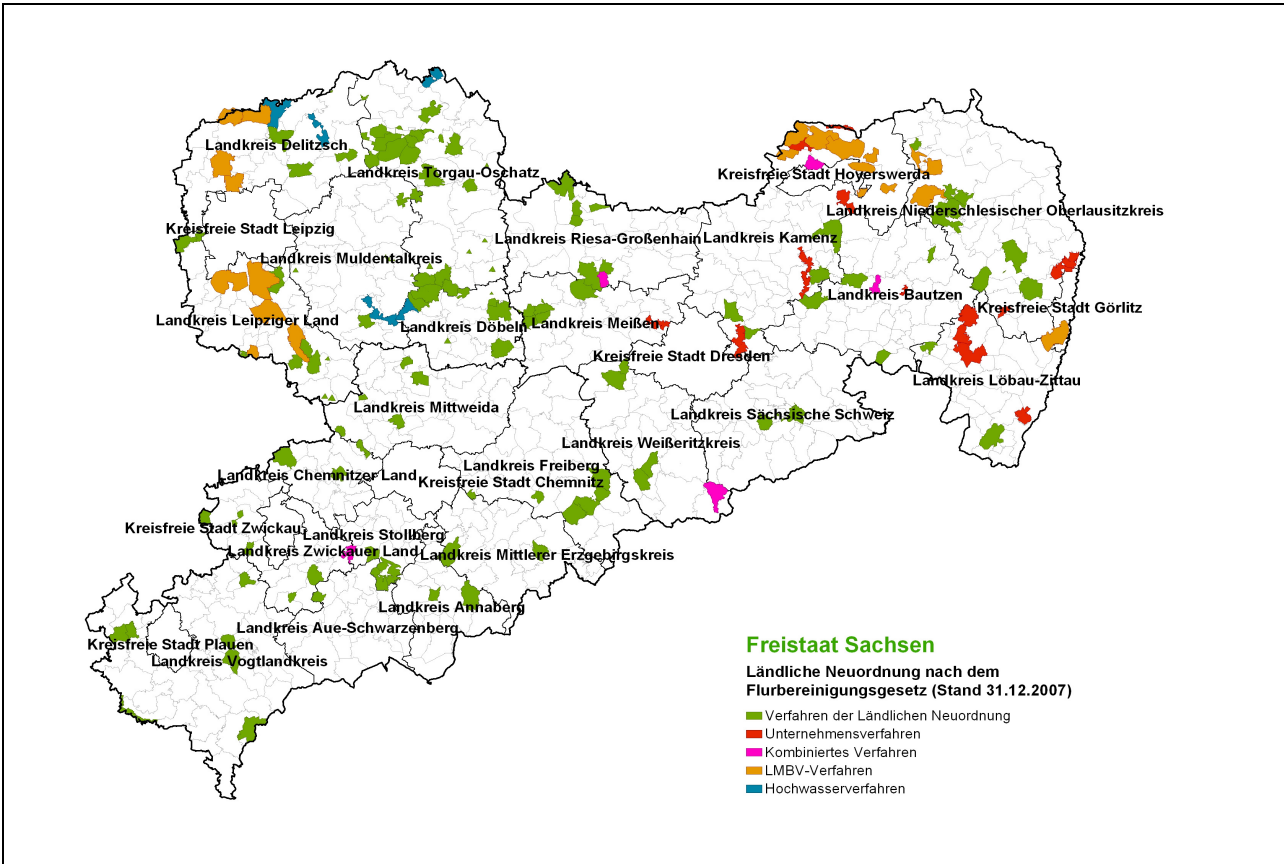 Landkreis Delitzsch
Landkreis Torgau-Oschatz
Kreisfreie Stadt Hoyerswerda
Landkreis Niederschlesischer Oberlausitzkreis
Kreisfreie Stadt Leipzig
Landkreis Riesa-Großenhain
Landkreis Kamenz
Landkreis Muldentalkreis
Landkreis Bautzen
Kreisfreie Stadt Görlitz
Landkreis Leipziger Land
Landkreis Döbeln
Landkreis Meißen
Kreisfreie Stadt Dresden
Landkreis Löbau-Zittau
Landkreis Mittweida
Landkreis Sächsische Schweiz
Landkreis Weißeritzkreis
Landkreis Freiberg
Landkreis Chemnitzer Land
Kreisfreie Stadt Chemnitz
Kreisfreie Stadt Zwickau
Landkreis Stollberg
Landkreis Zwickauer Land
Landkreis Mittlerer Erzgebirgskreis
Landkreis Annaberg
Landkreis Aue-Schwarzenberg
Kreisfreie Stadt Plauen
Landkreis Vogtlandkreis
Freistaat Sachsen
Ländliche Neuordnung nach dem
Flurbereinigungsgesetz (Stand 31.12.2007)
Verfahren der Ländlichen Neuordnung
Unternehmensverfahren
Kombiniertes Verfahren
LMBV-Verfahren
Hochwasserverfahren